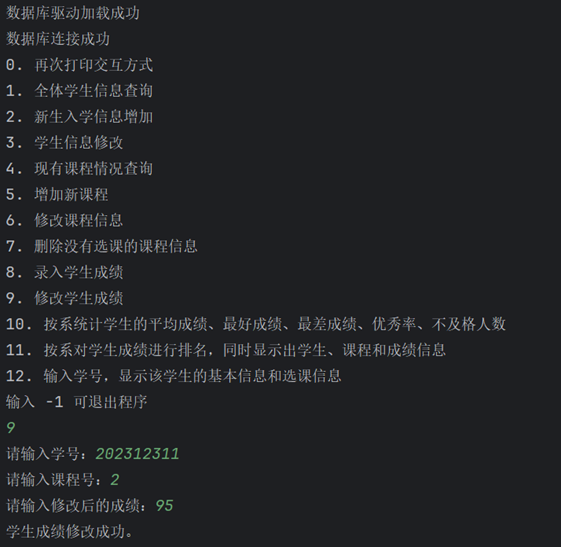 数据库驱动加载成功
数据库连接成功
0. 再次打印交互方式
1. 全体学生信息查询
2. 新生入学信息增加
3. 学生信息修改
4. 现有课程情况查询
5. 增加新课程
6. 修改课程信息
7. 删除没有选课的课程信息
8. 录入学生成绩
9. 修改学生成绩
10. 按系统计学生的平均成绩、最好成绩、最差成绩、优秀率、不及格人数
11. 按系对学生成绩进行排名，同时显示出学生、课程和成绩信息
12. 输入学号，显示该学生的基本信息和选课信息
输入 -1 可退出程序
9
请输入学号：202312311
请输入课程号：2
请输入修改后的成绩：95
学生成绩修改成功。